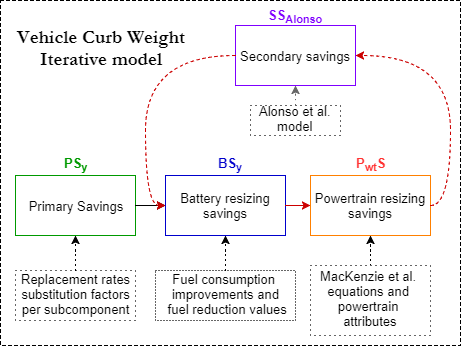 Vehicle Curb Weight
Iterative model
SSAlonso
Secondary savings
Alonso et al.
model
PSy
BSy
PwtS
Primary Savings
Battery resizing
savings
Powertrain resizing
savings
Replacement rates
substitution factors
per subcomponent
Fuel consumption
improvements and
fuel reduction values
MacKenzie et al.
equations and
powertrain
attributes